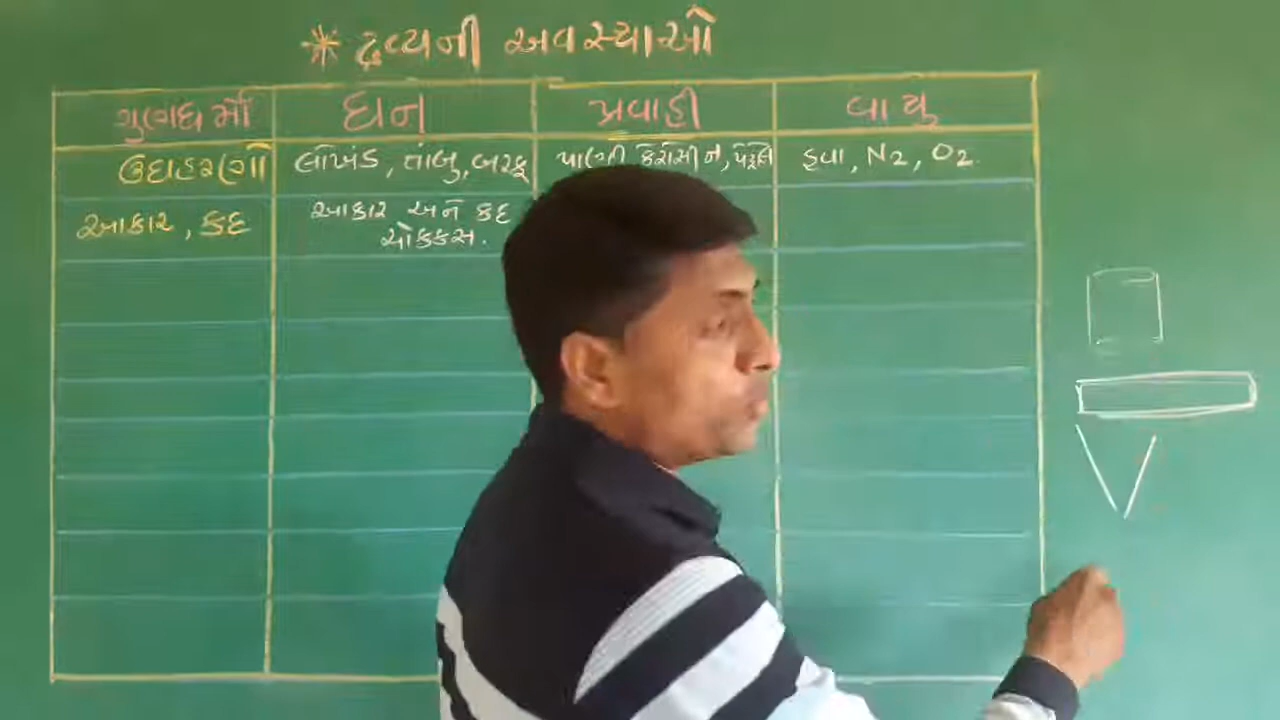 * દ્રવ્યની અવસ્થાઓ
ગુણધર્મો ઘન પ્રવાહી વાયુ
ઉદાહરણો લોખંડ, તાંબુ, બરફ પાણી, કેરોસીન, પેટ્રોલ હવા, N2, O2.
આકાર, કદ આકાર અને કદ
ચોક્કસ.